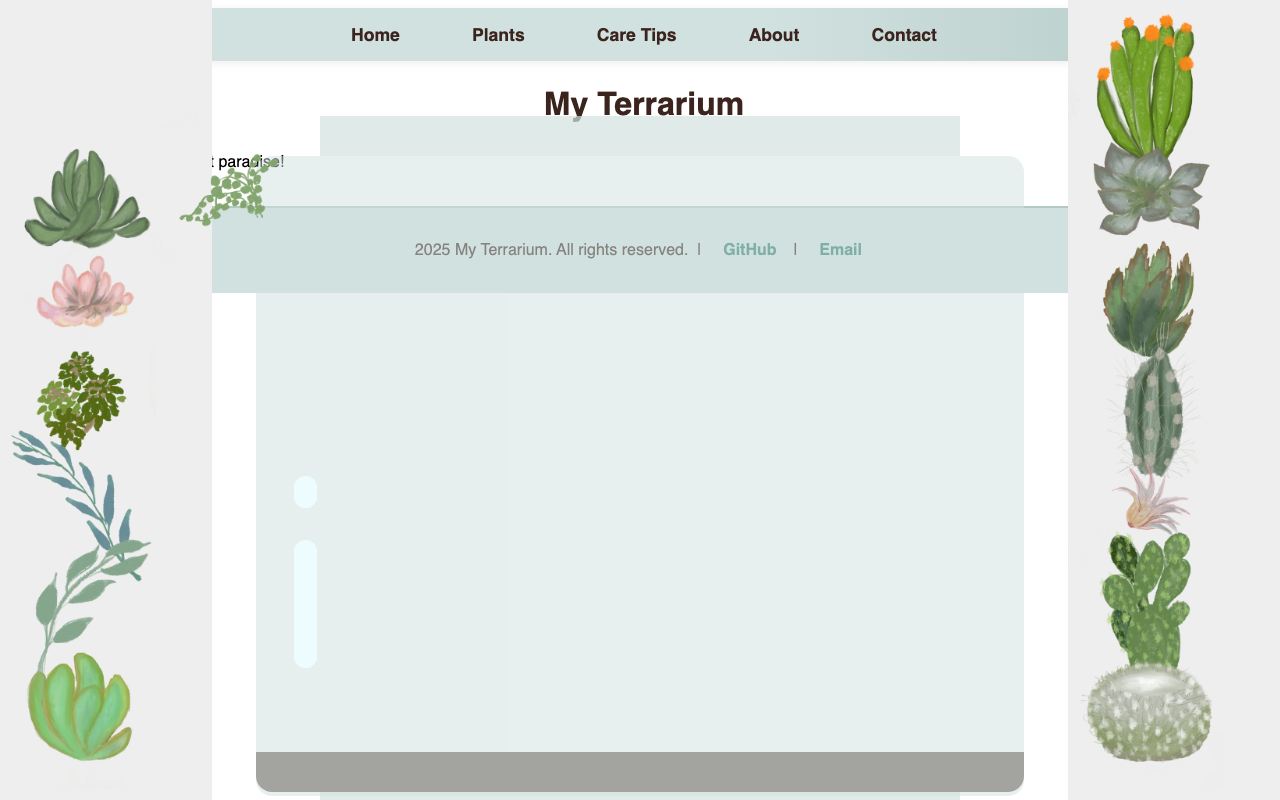 Home Plants Care Tips About Contact
My Terrarium
t paradise!
2025 My Terrarium. All rights reserved. | GitHub | Email